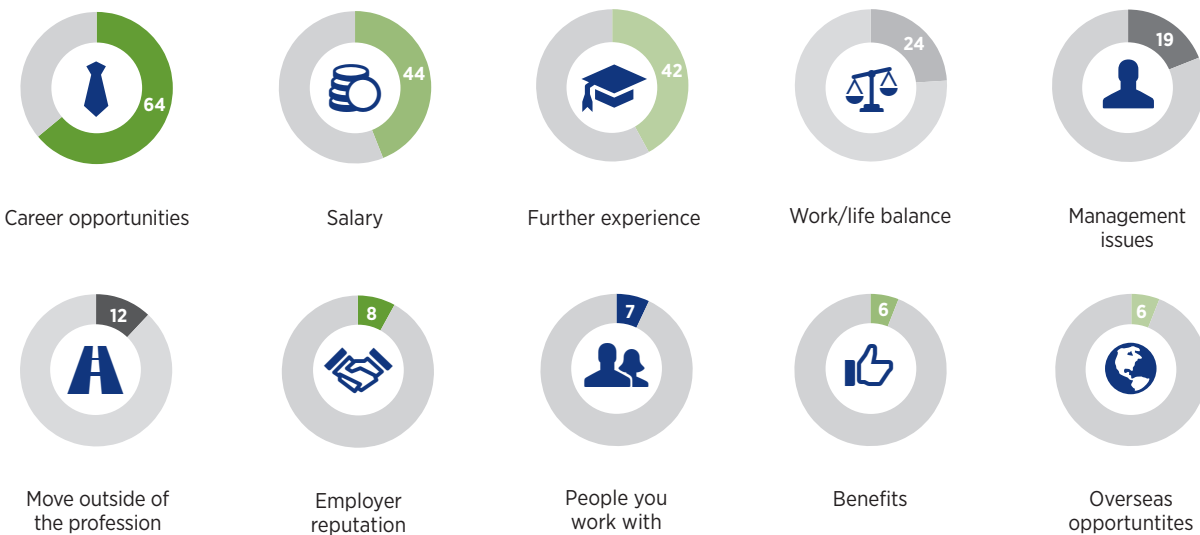 64
44
42
24
19
Career opportunities
Salary
Further experience
Work/life balance
Management
issues
12
8
7
6
6
Move outside of
the profession
Employer
reputation
People you
work with
Benefits
Overseas
opportuntites